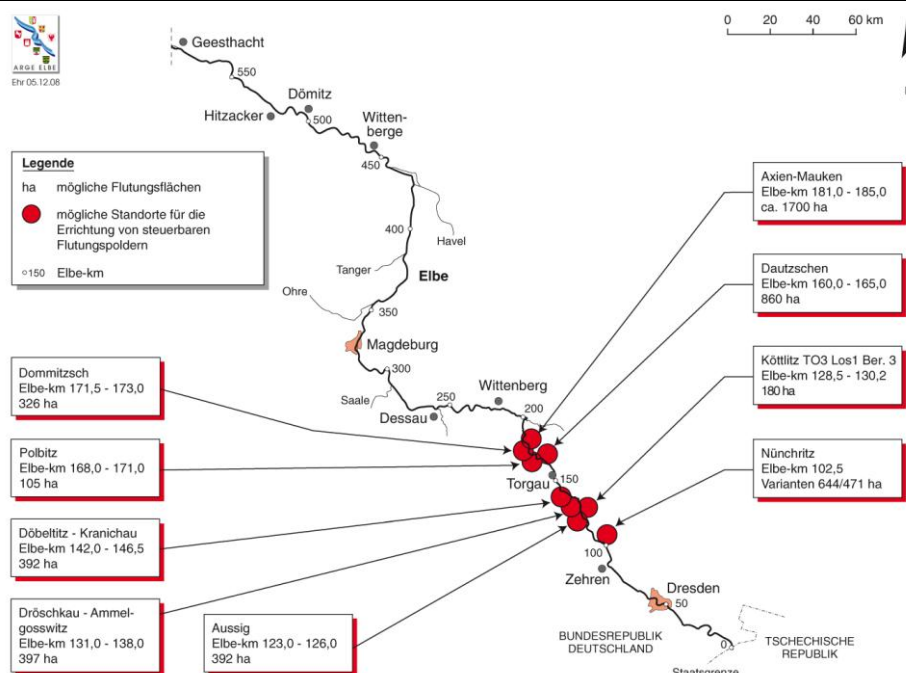 ARGE ELBE
Ehr 05.12.08
0 20 40 60 km
Geesthacht
550
Hitzacker
Dömitz
500
Witten-
berge
450
Legende
ha mögliche Flutungsflächen
mögliche Standorte für die
Errichtung von steuerbaren
Flutungspoldern
150 Elbe-km
400
Havel
Tanger
Elbe
Ohre
350
Magdeburg
300
Saale
Dessau
250
Wittenberg
200
Axien-Mauken
Elbe-km 181,0 - 185,0
ca. 1700 ha
Dautzschen
Elbe-km 160,0 - 165,0
860 ha
Köttlitz TO3 Los1 Ber. 3
Elbe-km 128,5 - 130,2
180 ha
Nünchritz
Elbe-km 102,5
Varianten 644/471 ha
Dommitzsch
Elbe-km 171,5 - 173,0
326 ha
Polbitz
Elbe-km 168,0 - 171,0
105 ha
Döbeltitz - Kranichau
Elbe-km 142,0 - 146,5
392 ha
Dröschkau - Ammel-
gosswitz
Elbe-km 131,0 - 138,0
397 ha
Aussig
Elbe-km 123,0 - 126,0
392 ha
Torgau
150
100
Zehren
Dresden
50
0
BUNDESREPUBLIK
DEUTSCHLAND
TSCHECHISCHE
REPUBLIK
Staatsgrenze